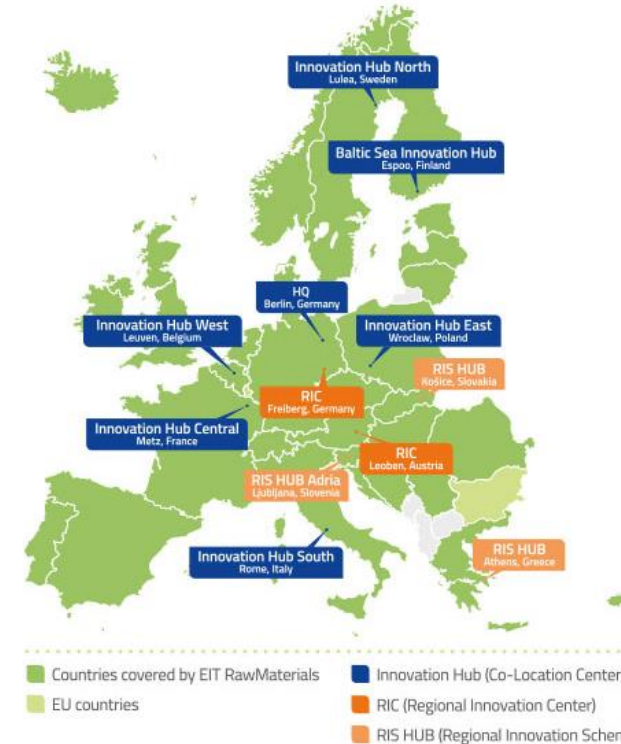 Innovation Hub North
Lulea, Sweden
Baltic Sea Innovation Hub
Espoo, Finland
HQ
Berlin, Germany
Innovation Hub West
Leuven, Belgium
Innovation Hub East
Wroclaw, Poland
RIS HUB
Košice, Slovakia
RIC
Freiberg, Germany
Innovation Hub Central
Metz, France
RIC
Leoben, Austria
RIS HUB Adria
Ljubljana, Slovenia
Innovation Hub South
Rome, Italy
RIS HUB
Athens, Greece
Countries covered by EIT RawMaterials
EU countries
Innovation Hub (Co-Location Center
RIC (Regional Innovation Center)
RIS HUB (Regional Innovation Schem